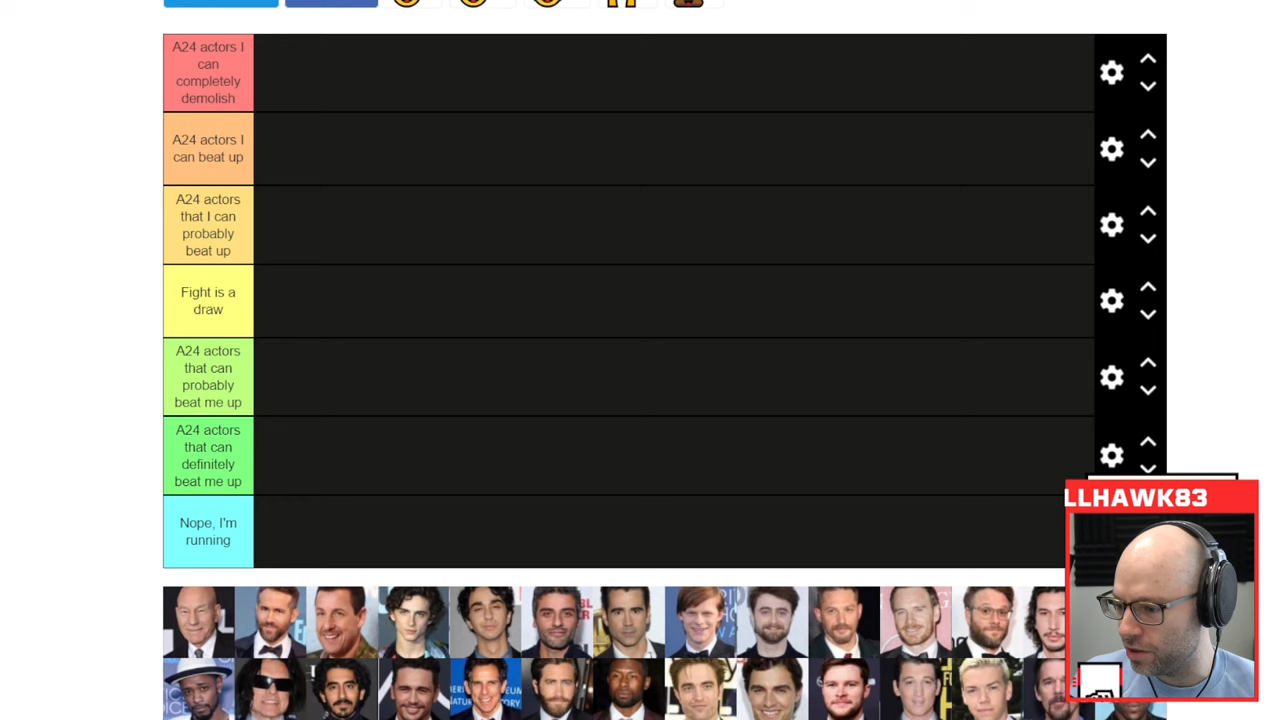 A24 actors I
can
completely
demolish
A24 actors I
can beat up
A24 actors
that I can
probably
beat up
Fight is a
draw
A24 actors
that can
probably
beat me up
A24 actors
that can
definitely
beat me up
Nope, I'm
running
LLHAWK83